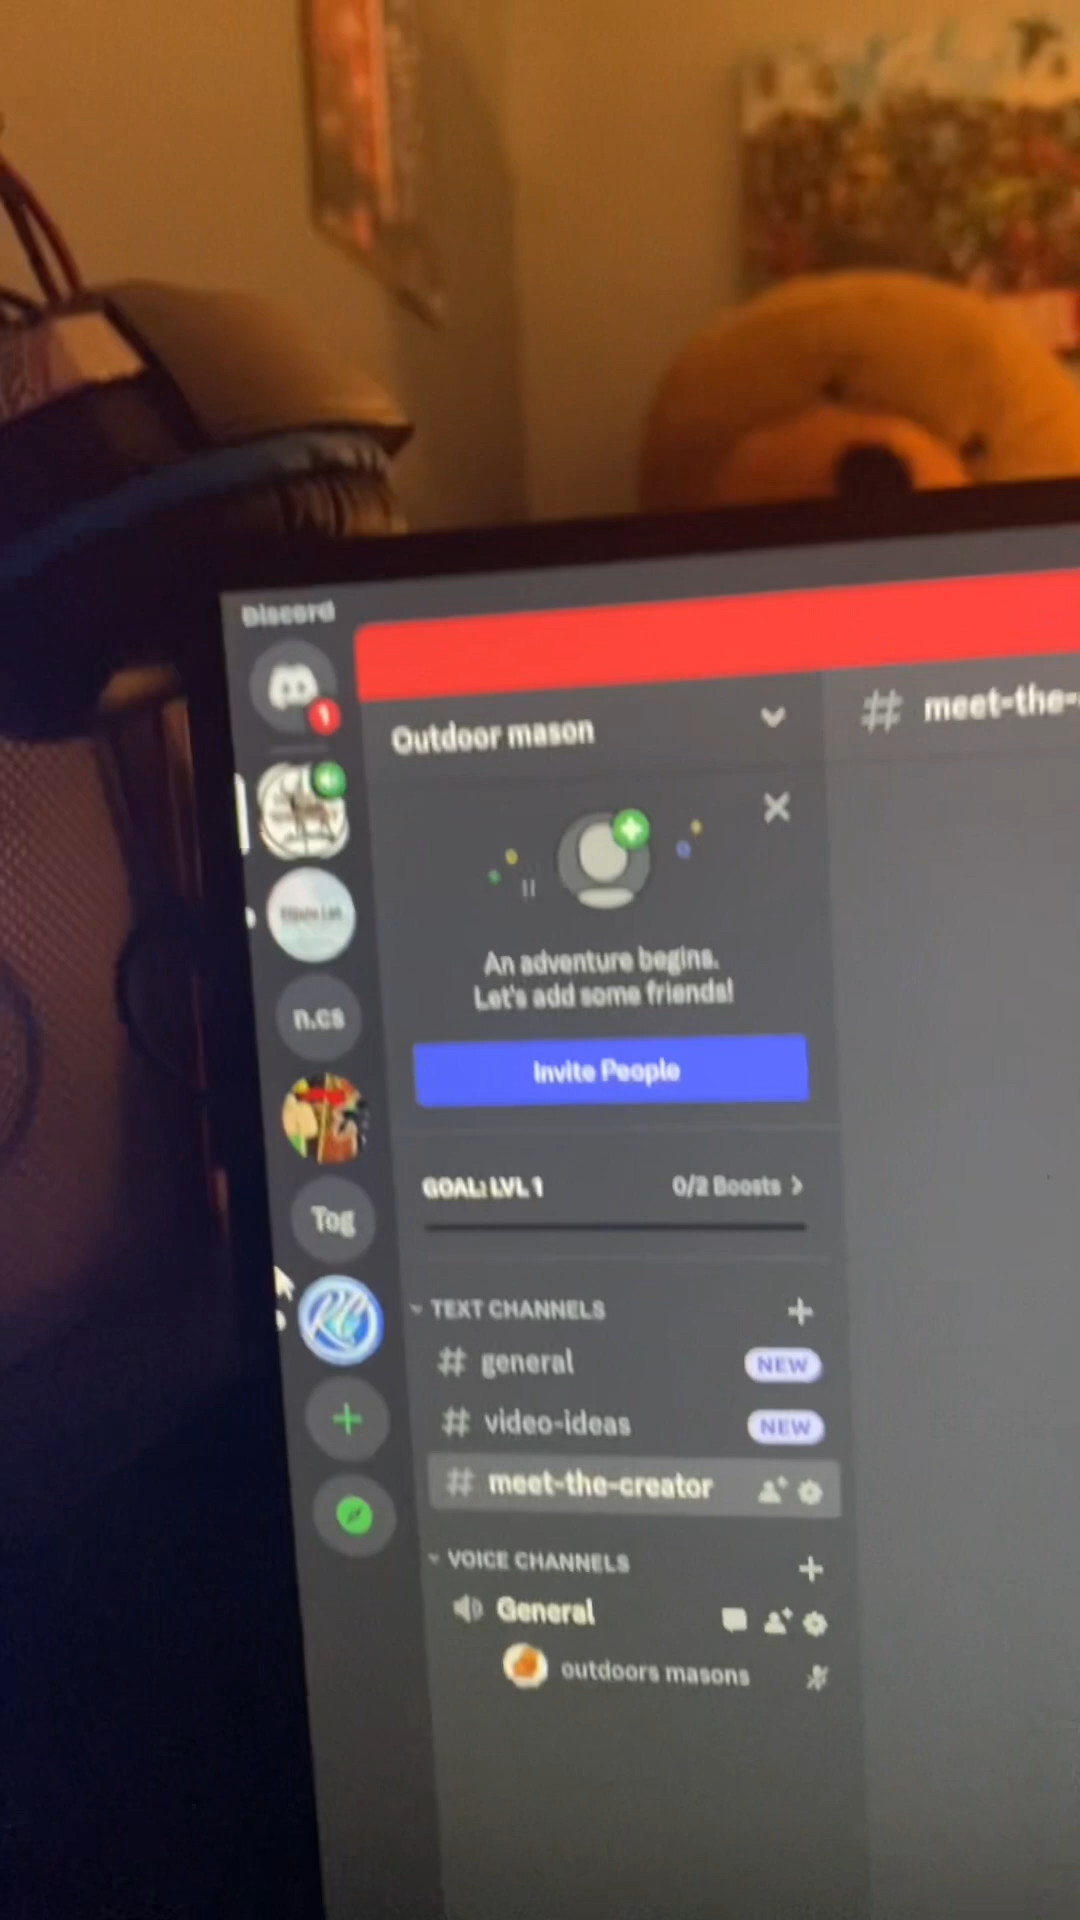 Discord
1
Outdoor mason
# meet-the-
An adventure begins.
Let's add some friends!
Invite People
n.cs
GOAL: LVL 1
0/2 Boosts >
Tog
TEXT CHANNELS
# general
NEW
# video-ideas
NEW
# meet-the-creator
VOICE CHANNELS
General
outdoors masons